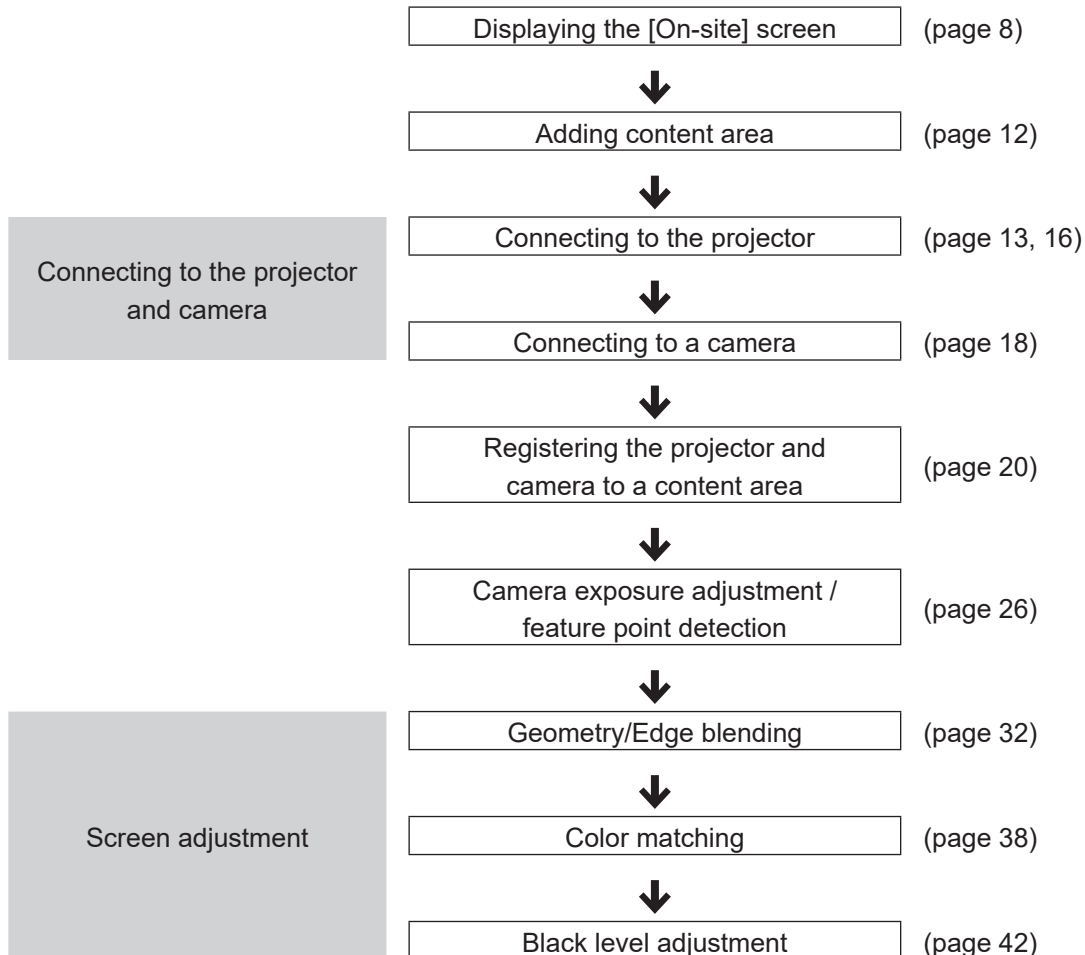 Displaying the [On-site] screen (page 8)
Adding content area (page 12)
Connecting to the projector
and camera
Connecting to the projector (page 13, 16)
Connecting to a camera (page 18)
Registering the projector and
camera to a content area
(page 20)
Camera exposure adjustment /
feature point detection
(page 26)
Screen adjustment
Geometry/Edge blending (page 32)
Color matching (page 38)
Black level adjustment (page 42)